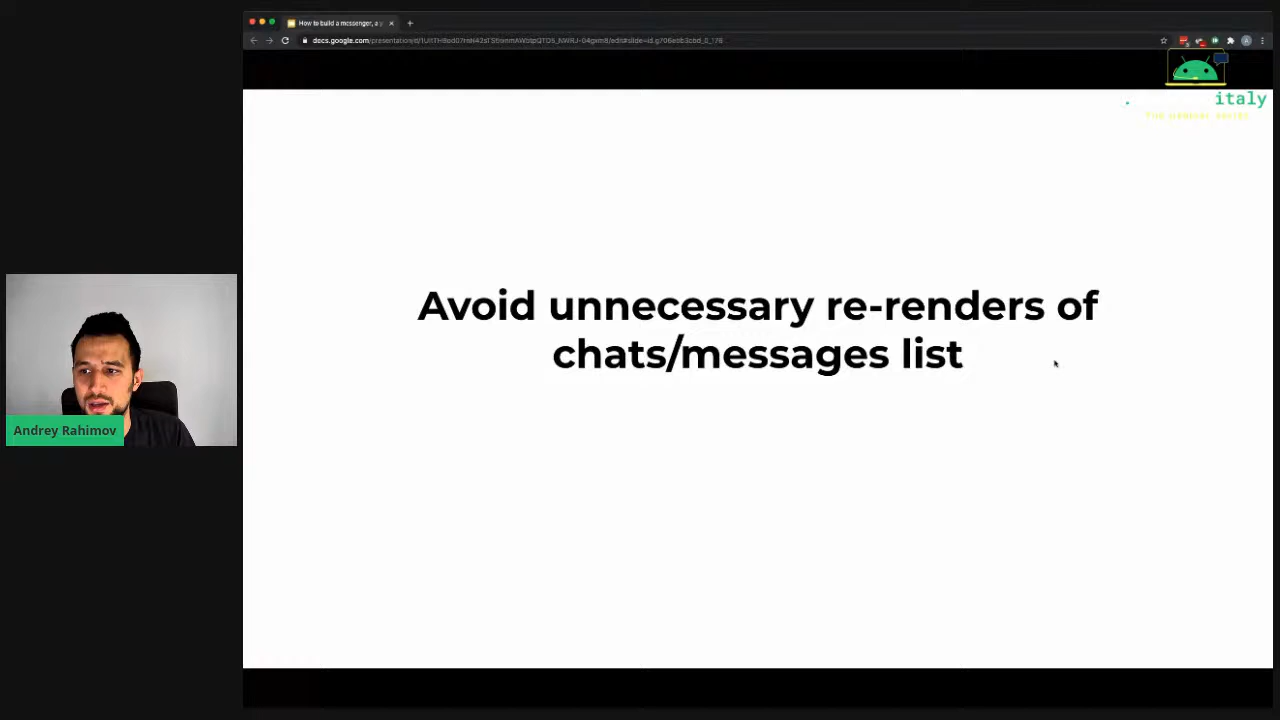 How to build a messenger, a y
docs.google.com
italy
Avoid unnecessary re-renders of
chats/messages list
Andrey Rahimov